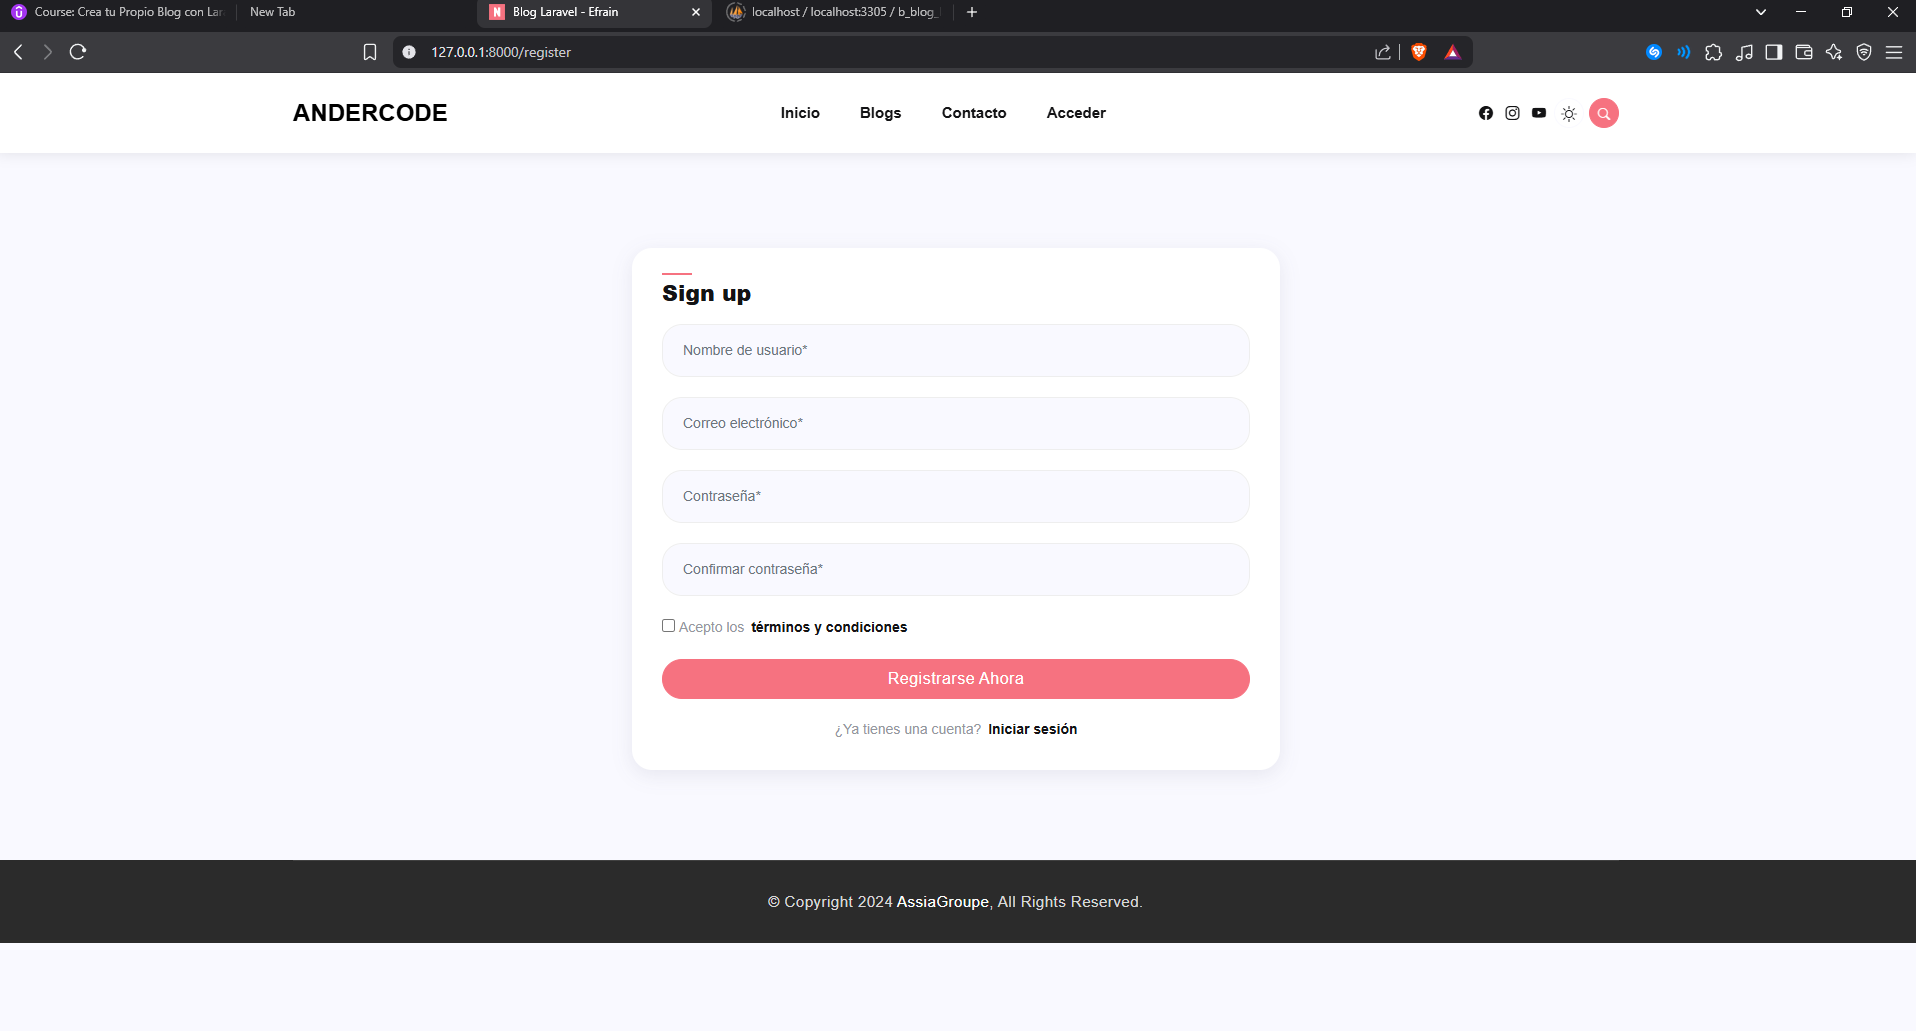 Course: Crea tu Propio Blog con Lar
New Tab
Blog Laravel - Efrain
localhost / localhost:3305 / b_blog_
127.0.0.1:8000/register
ANDERCODE
Inicio
Blogs
Contacto
Acceder
Sign up
Nombre de usuario*
Correo electrónico*
Contraseña*
Confirmar contraseña*
Acepto los términos y condiciones
Registrarse Ahora
¿Ya tienes una cuenta? Iniciar sesión
© Copyright 2024 AssiaGroupe, All Rights Reserved.